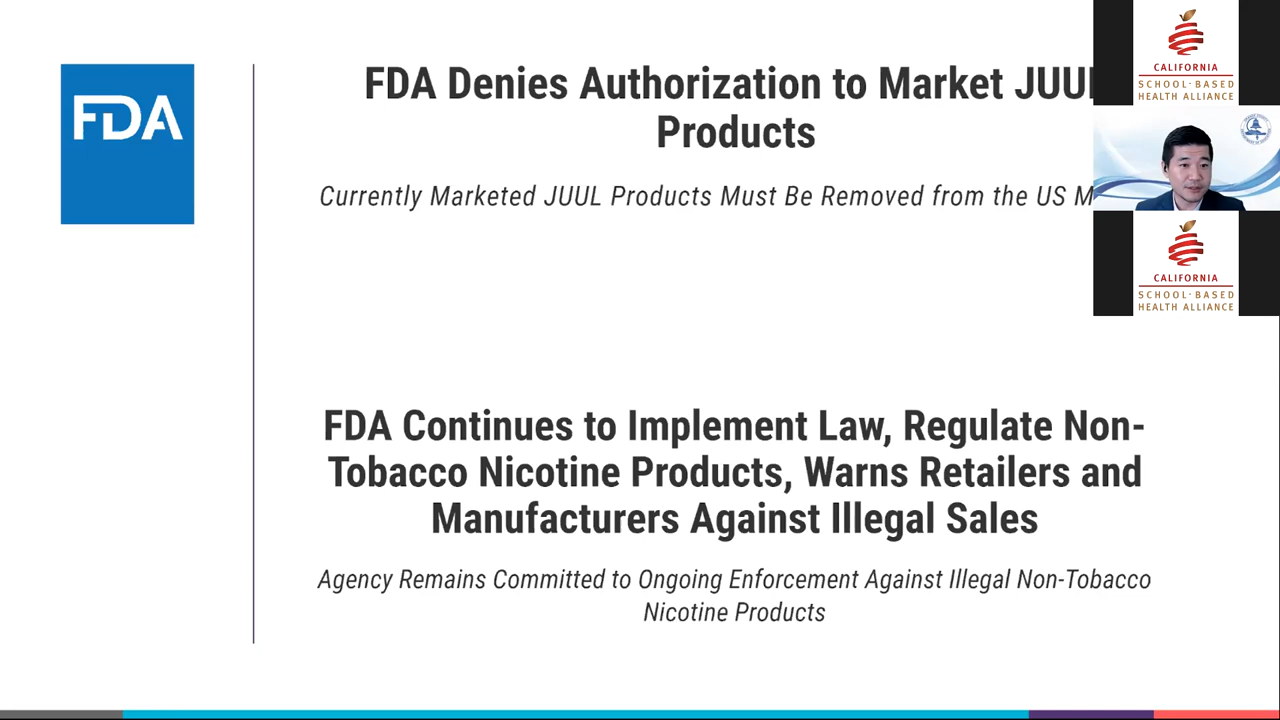 FDA
FDA Denies Authorization to Market JUUL
Products
Currently Marketed JUUL Products Must Be Removed from the US
FDA Continues to Implement Law, Regulate Non-
Tobacco Nicotine Products, Warns Retailers and
Manufacturers Against Illegal Sales
Agency Remains Committed to Ongoing Enforcement Against Illegal Non-Tobacco
Nicotine Products
CALIFORNIA
SCHOOL-BASED
HEALTH ALLIANCE
CALIFORNIA
SCHOOL-BASED
HEALTH ALLIANCE